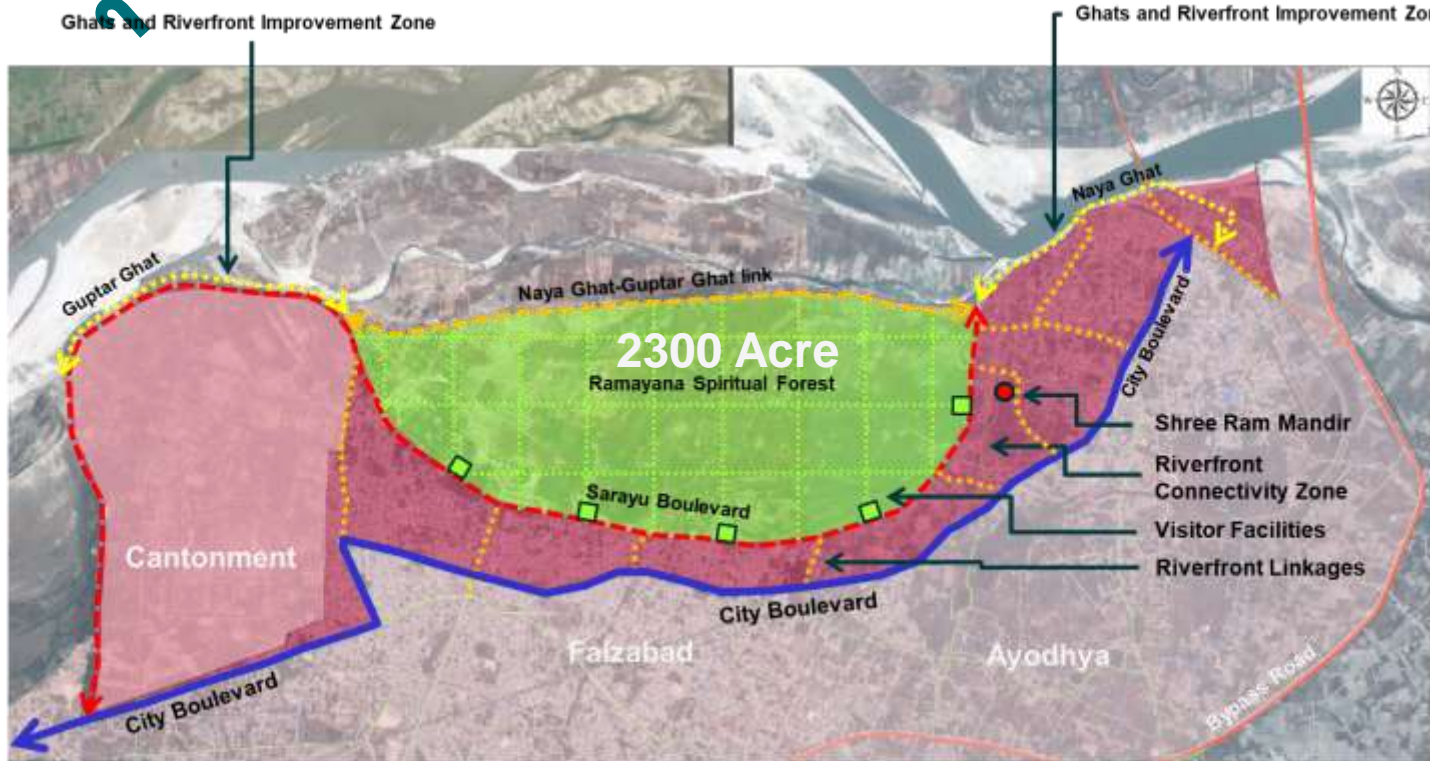 Ghats and Riverfront Improvement Zone
Ghats and Riverfront Improvement Zon
Naya Ghat
Guptar Ghat
Naya Ghat-Guptar Ghat link
City Boulevard
2300 Acre
Ramayana Spiritual Forest
Shree Ram Mandir
Riverfront
Connectivity Zone
Sarayu Boulevard
Visitor Facilities
Cantonment
Riverfront Linkages
City Boulevard
Faizabad
Ayodhya
City Boulevard
Bypass Road